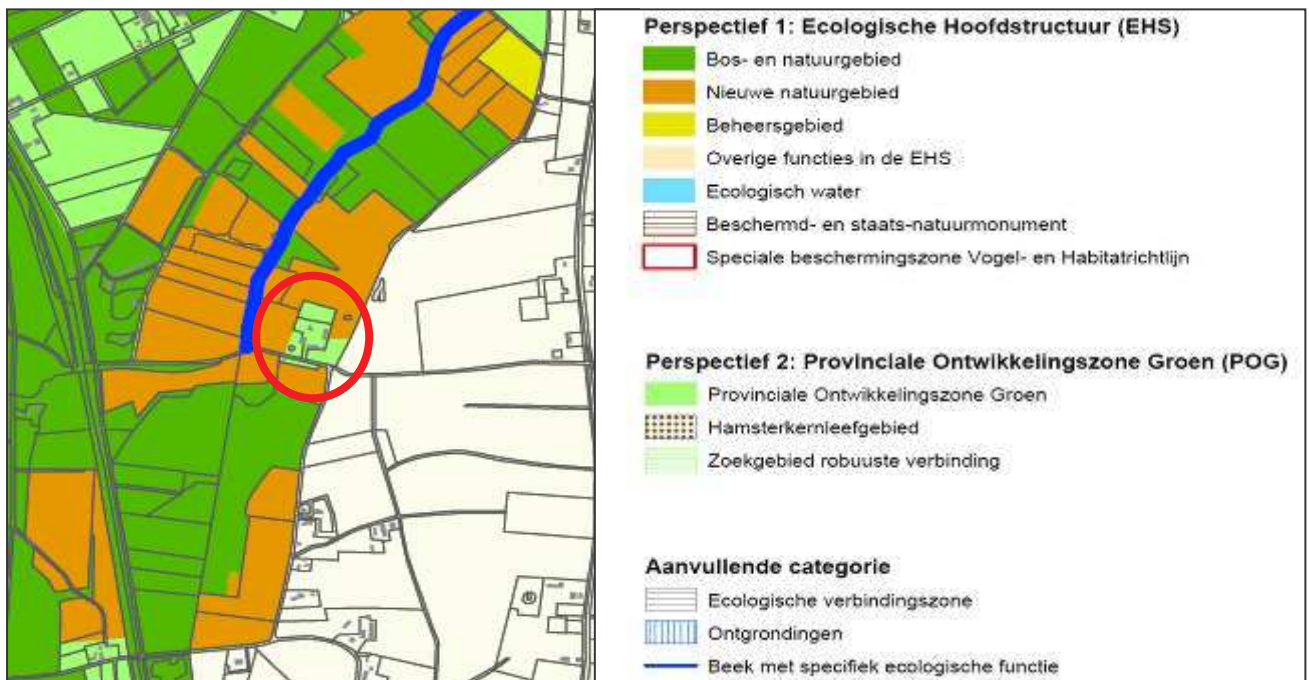 Perspectief 1: Ecologische Hoofdstructuur (EHS)
Bos- en natuurgebied
Nieuwe natuurgebied
Beheersgebied
Overige functies in de EHS
Ecologisch water
Beschermd- en staats-natuurmonument
Speciale beschermingszone Vogel- en Habitatrichtlijn
Perspectief 2: Provinciale Ontwikkelingszone Groen (POG)
Provinciale Ontwikkelingszone Groen
Hamsterkernleefgebied
Zoekgebied robuuste verbinding
Aanvullende categorie
Ecologische verbindingszone
Ontgrondingen
Beek met specifiek ecologische functie